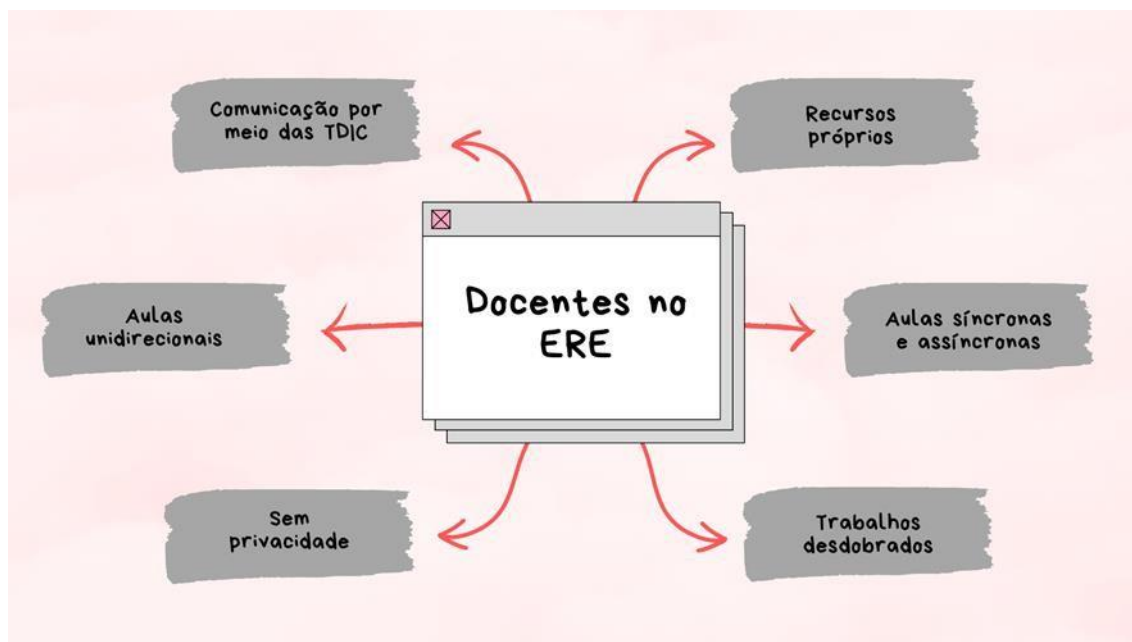 Comunicação por
meio das TDIC
Recursos
próprios
Docentes no
ERE
Aulas
unidirecionais
Aulas síncronas
e assíncronas
Sem
privacidade
Trabalhos
desdobrados